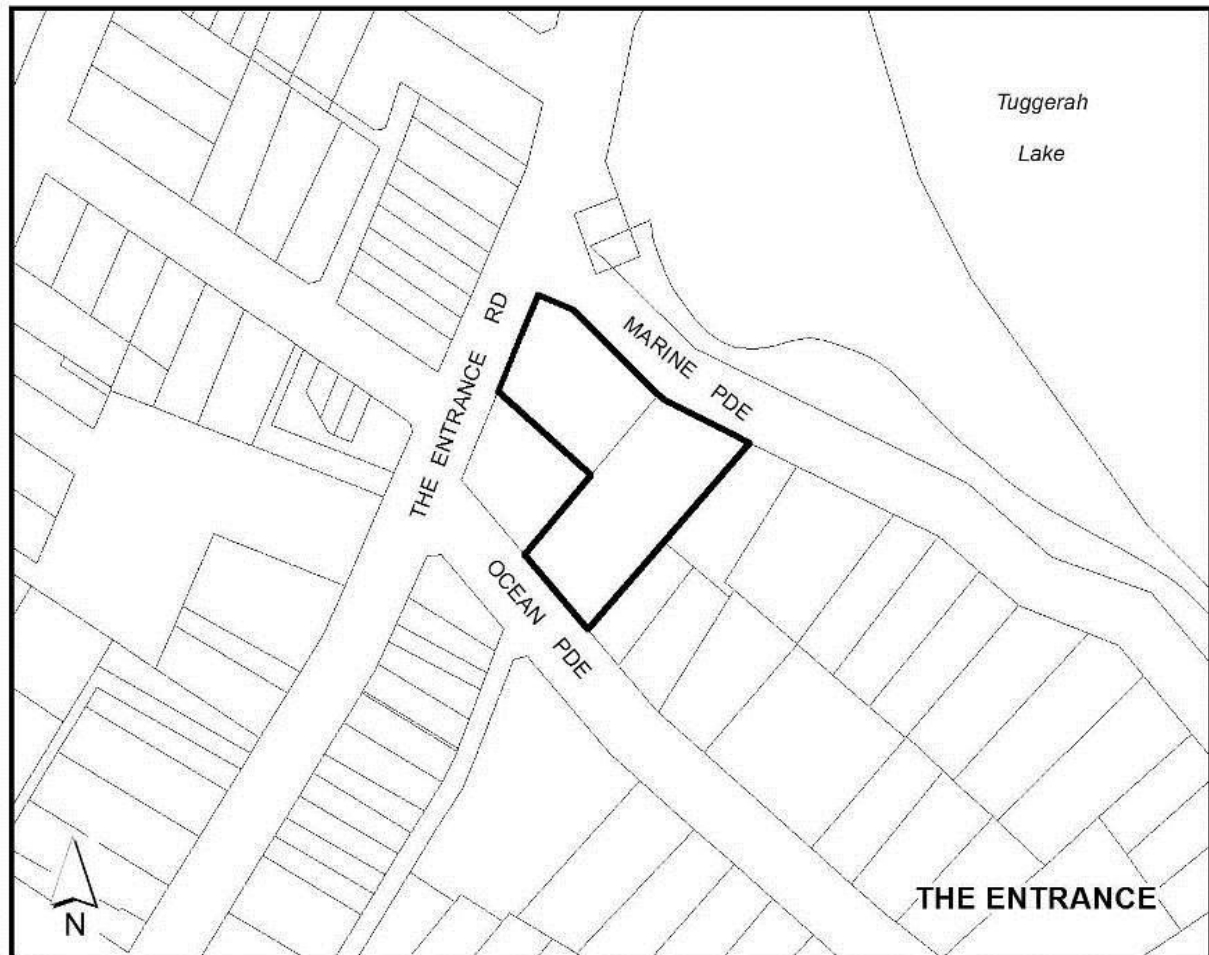 Tuggerah
Lake
THE ENTRANCE RD
MARINE PDE
OCEAN PDE
THE ENTRANCE
N